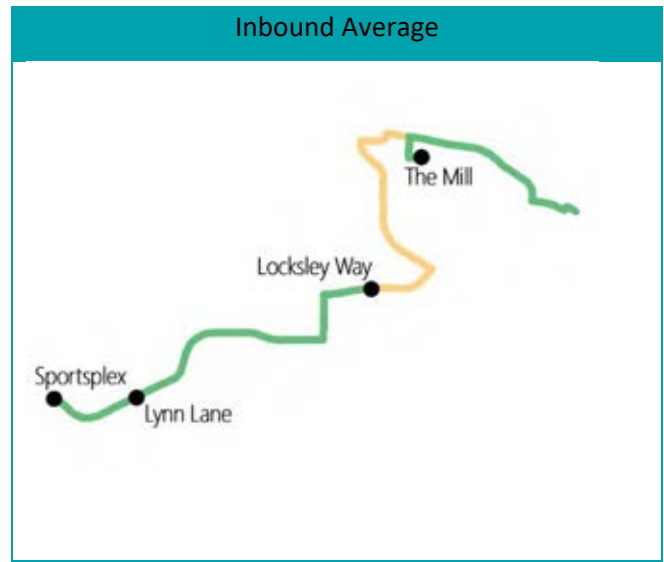 Inbound Average
The Mill
Locksley Way
Sportsplex
Lynn Lane